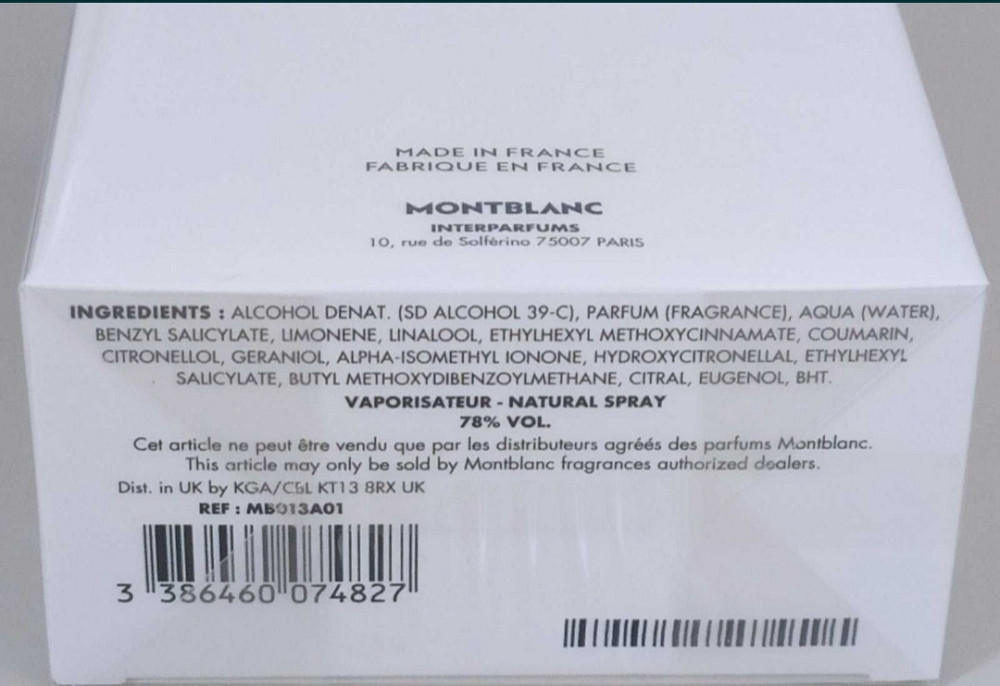 MADE IN FRANCE
FABRIQUE EN FRANCE
MONTBLANC
INTERPARFUMS
10, rue de Solférino 75007 PARIS
INGREDIENTS : ALCOHOL DENAT. (SD ALCOHOL 39-C), PARFUM (FRAGRANCE), AQUA (WATER),
BENZYL SALICYLATE, LIMONENE, LINALOOL, ETHYLHEXYL METHOXYCINNAMATE, COUMARIN,
CITRONELLOL, GERANIOL, ALPHA-ISOMETHYL IONONE, HYDROXYCITRONELLAL, ETHYLHEXYL
SALICYLATE, BUTYL METHOXYDIBENZOYLMETHANE, CITRAL, EUGENOL, BHT.
VAPORISATEUR - NATURAL SPRAY
78% VOL.
Cet article ne peut être vendu que par les distributeurs agréés des parfums Montblanc.
This article may only be sold by Montblanc fragrances authorized dealers.
Dist. in UK by KGA/CSL KT13 8RX UK
REF : MB013A01
3 386460 074827